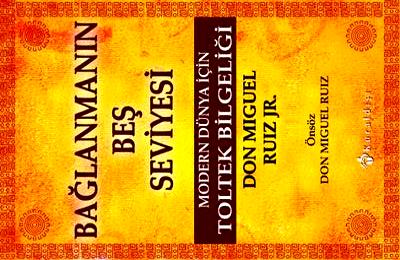 BAĞLANMANIN
BEŞ
SEVİYESİ
MODERN DÜNYA İÇİN
TOLTEK BİLGELİĞİ
DON MIGUEL
RUIZ JR.
Önsöz
DON MIGUEL RUIZ
Kuraldışı